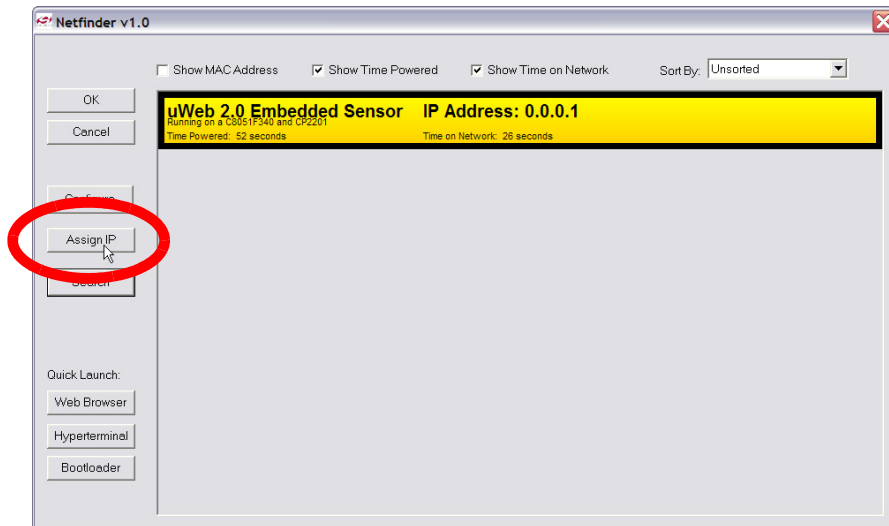 Netfinder v1.0
Show MAC Address Show Time Powered Show Time on Network Sort By: Unsorted
OK
Cancel
Configure
Assign IP
Search
Quick Launch:
Web Browser
Hyperterminal
Bootloader
uWeb 2.0 Embedded Sensor IP Address: 0.0.0.1
Running on a C8051F340 and CP2201
Time Powered: 52 seconds Time on Network: 26 seconds